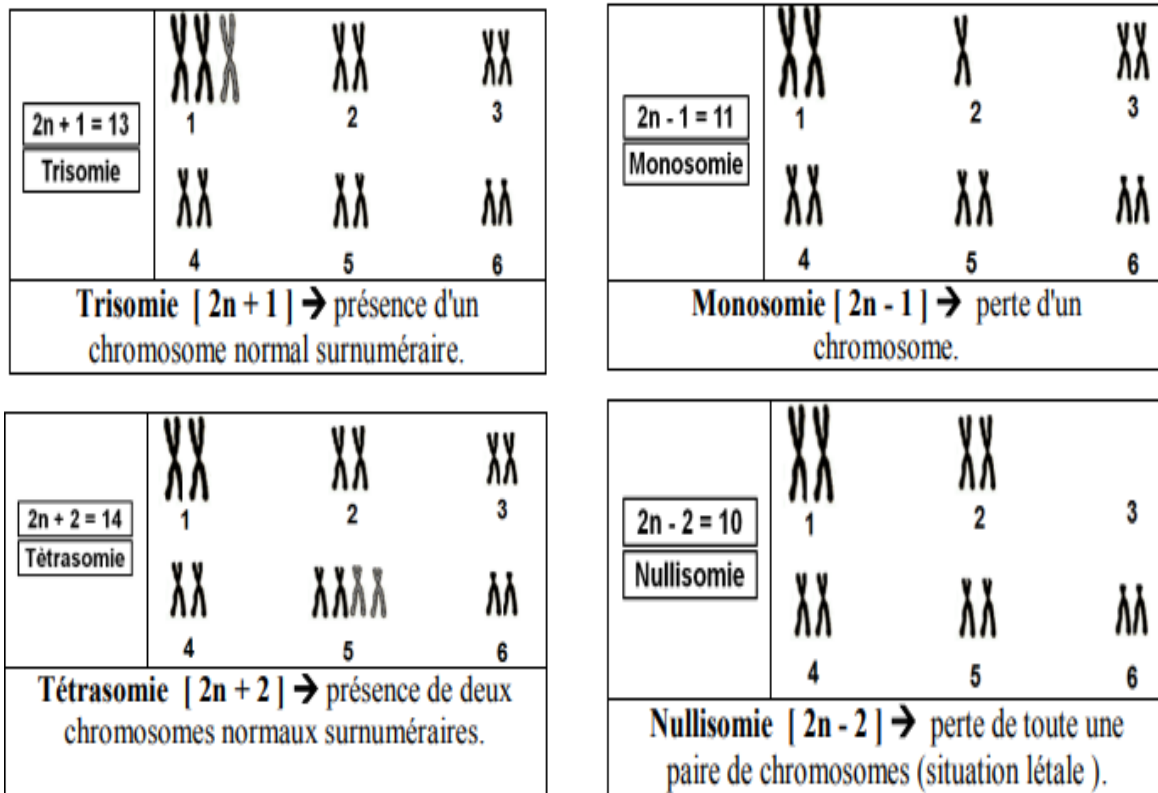 2n + 1 = 13
Trisomie
1
2
3
4
5
6
Trisomie [ 2n + 1 ] ➔ présence d'un
chromosome normal surnuméraire.
2n - 1 = 11
Monosomie
1
2
3
4
5
6
Monosomie [ 2n - 1 ] ➔ perte d'un
chromosome.
2n + 2 = 14
Tètrasomie
1
2
3
4
5
6
Tétrasomie [ 2n + 2 ] ➔ présence de deux
chromosomes normaux surnuméraires.
2n - 2 = 10
Nullisomie
1
2
3
4
5
6
Nullisomie [ 2n - 2 ] ➔ perte de toute une
paire de chromosomes (situation létale ).